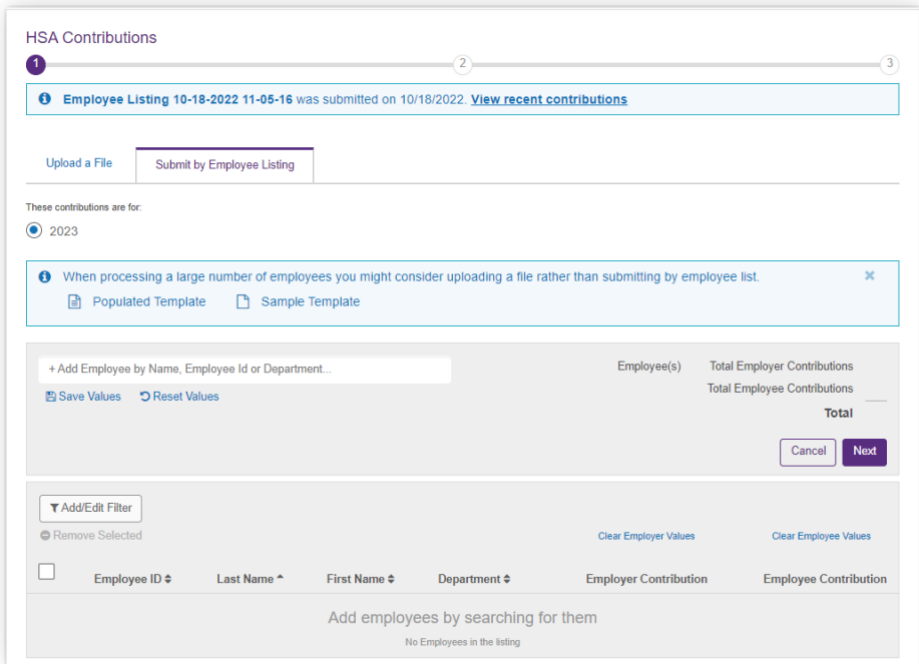 HSA Contributions
1 2 3
Employee Listing 10-18-2022 11-05-16 was submitted on 10/18/2022. View recent contributions
Upload a File Submit by Employee Listing
These contributions are for:
2023
When processing a large number of employees you might consider uploading a file rather than submitting by employee list.
Populated Template Sample Template
+ Add Employee by Name, Employee Id or Department... Employee(s) Total Employer Contributions
Save Values Reset Values Total Employee Contributions
Total
Cancel Next
Add/Edit Filter
Remove Selected Clear Employer Values Clear Employee Values
Employee ID Last Name First Name Department Employer Contribution Employee Contribution
Add employees by searching for them
No Employees in the listing